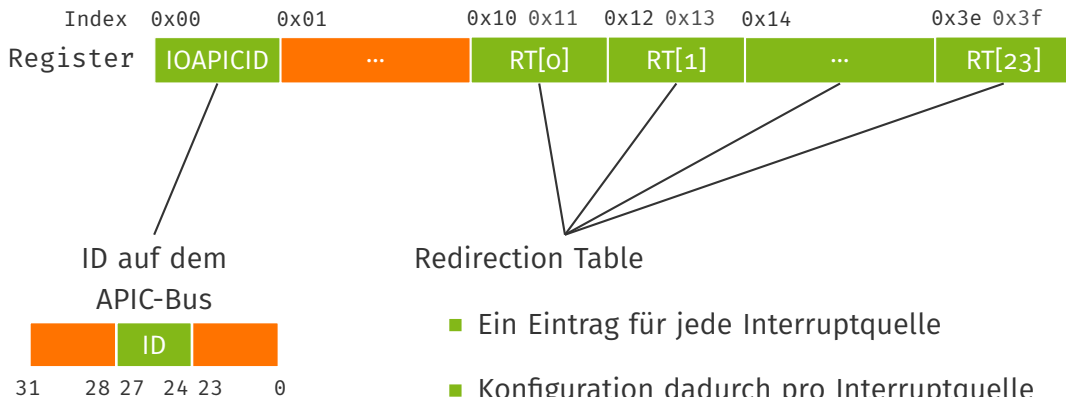 Index 0x00 0x01 0x10 0x11 0x12 0x13 0x14 0x3e 0x3f
Register IOAPICID … RT[0] RT[1] … RT[23]
ID auf dem
APIC-Bus
Redirection Table
ID
31 28 27 24 23 0
▪ Ein Eintrag für jede Interruptquelle
▪ Konfiguration dadurch pro Interruptquelle